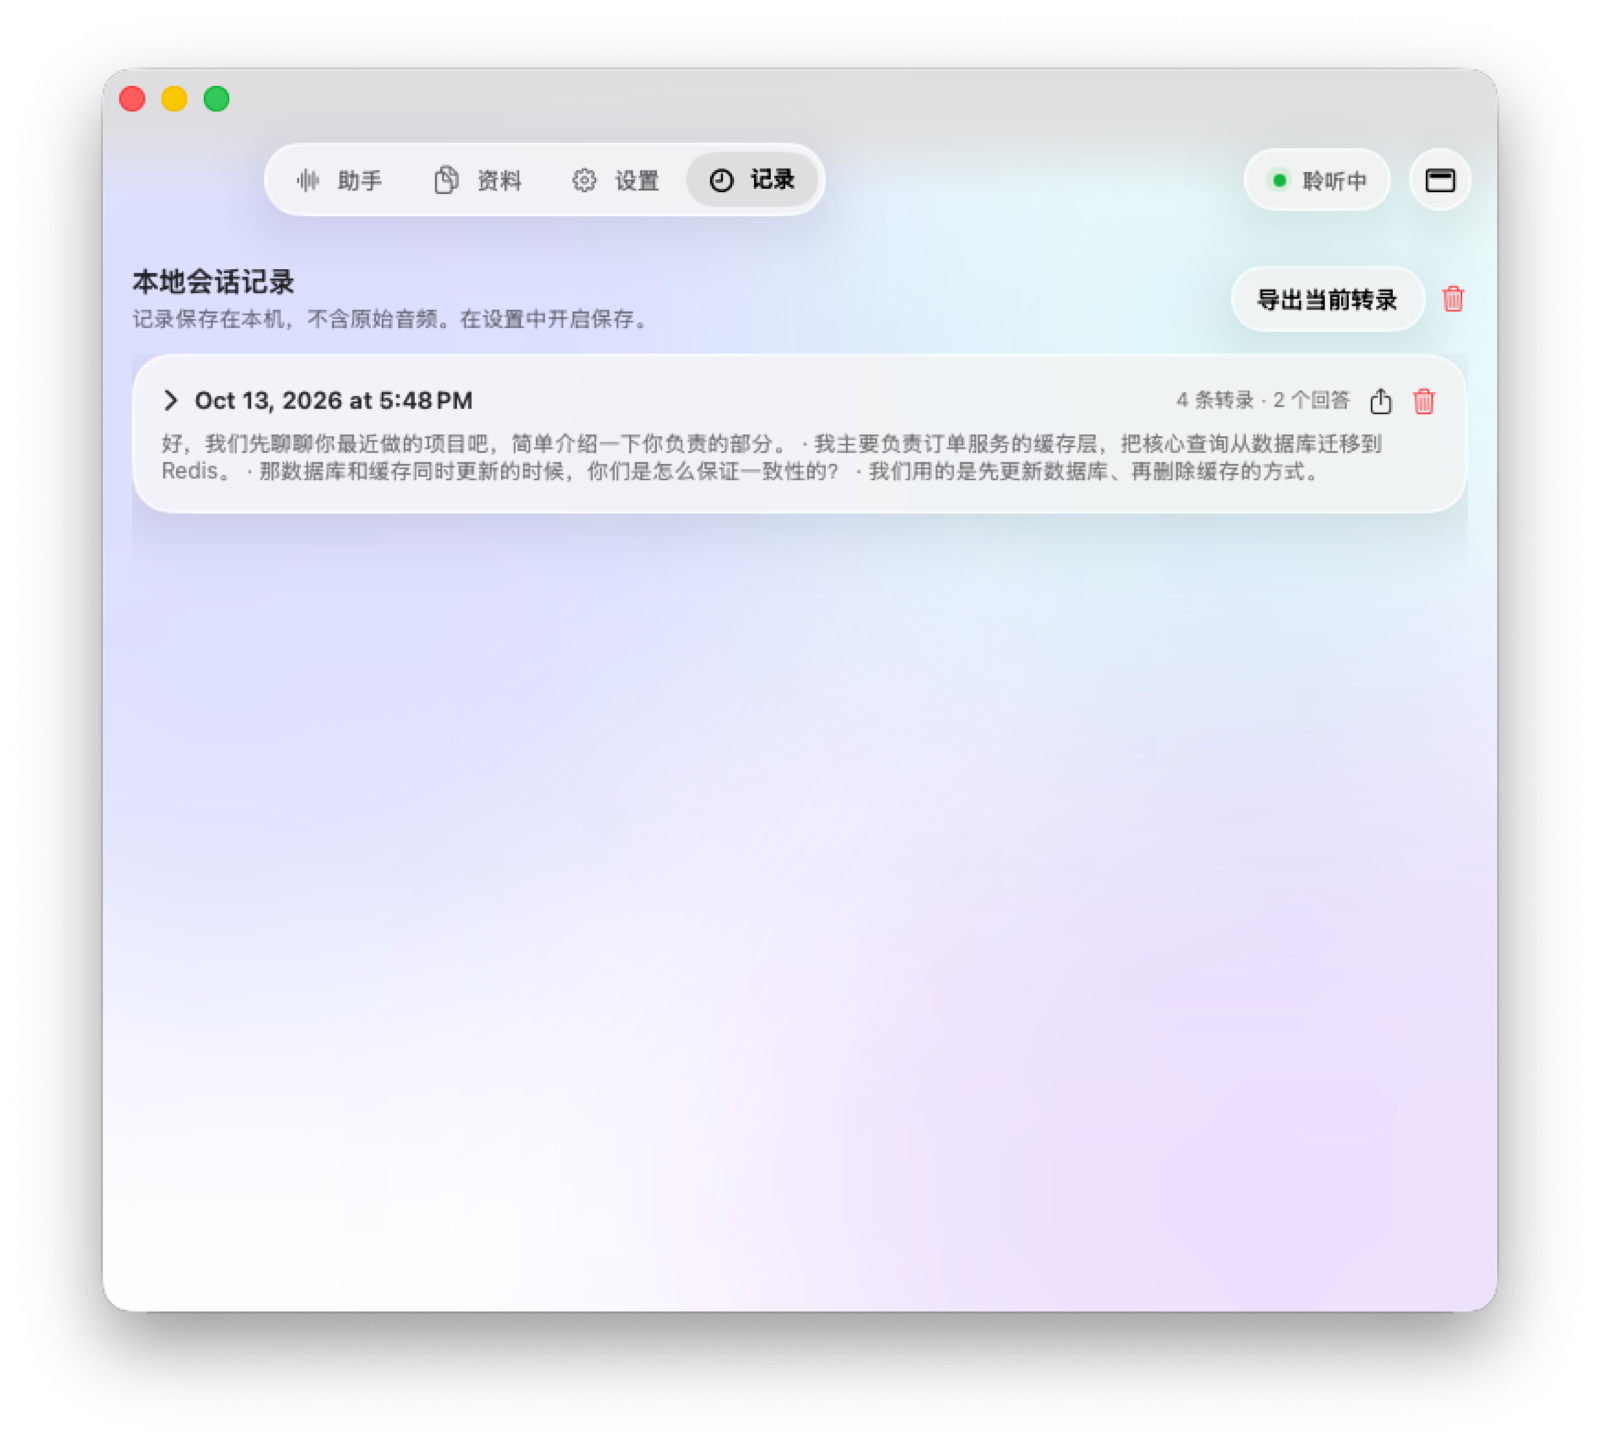 助手 资料 设置 记录 聆听中
本地会话记录
导出当前转录
记录保存在本机，不含原始音频。在设置中开启保存。
Oct 13, 2026 at 5:48 PM 4 条转录 · 2 个回答
好，我们先聊聊你最近做的项目吧，简单介绍一下你负责的部分。 · 我主要负责订单服务的缓存层，把核心查询从数据库迁移到
Redis。 · 那数据库和缓存同时更新的时候，你们是怎么保证一致性的？ · 我们用的是先更新数据库、再删除缓存的方式。